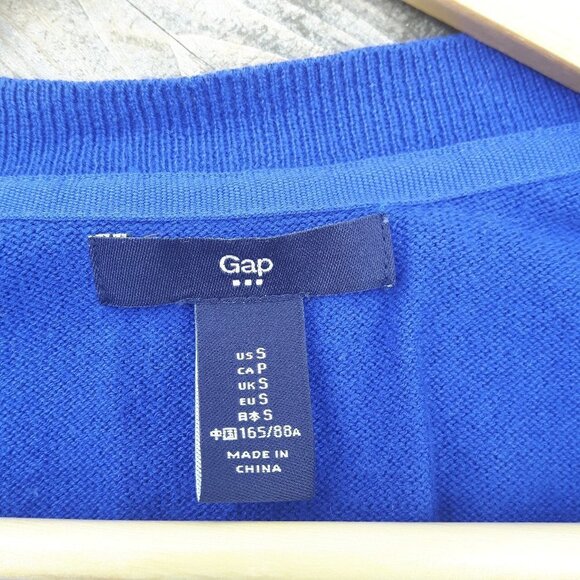 Gap
US S
CA P
UK S
EU S
日本 S
中国 165/88A
MADE IN
CHINA